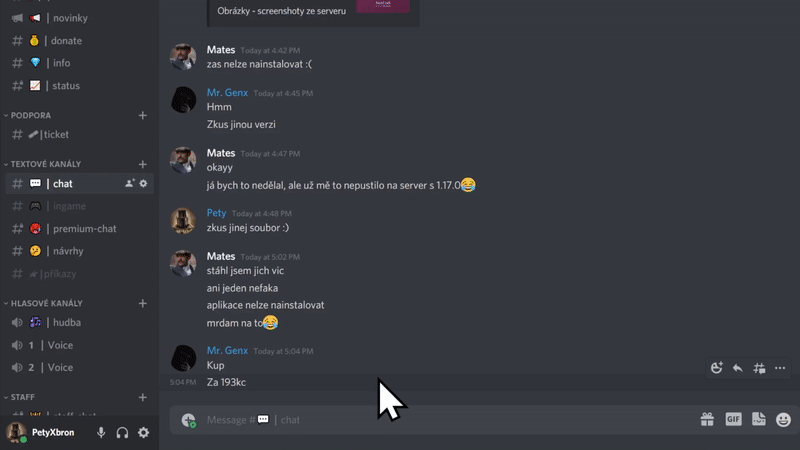 novinky
donate
info
status
PODPORA
|ticket
TEXTOVÉ KANÁLY
| chat
| ingame
| premium-chat
| návrhy
|příkazy
HLASOVÉ KANÁLY
| hudba
1 | Voice
2 | Voice
STAFF
| staff-chat
PetyXbron
Obrázky - screenshoty ze serveru
Mates Today at 4:42 PM
zas nelze nainstalovat :(
Mr. Genx Today at 4:45 PM
Hmm
Zkus jinou verzi
Mates Today at 4:47 PM
okayy
já bych to nedělal, ale už mě to nepustilo na server s 1.17.0😂
Pety Today at 4:48 PM
zkus jinej soubor :)
Mates Today at 5:02 PM
stáhl jsem jich víc
ani jeden nefaka
aplikace nelze nainstalovat
mrdam na to😂
Mr. Genx Today at 5:04 PM
Kup
5:04 PM Za 193kc
Message # 💬 | chat
GIF